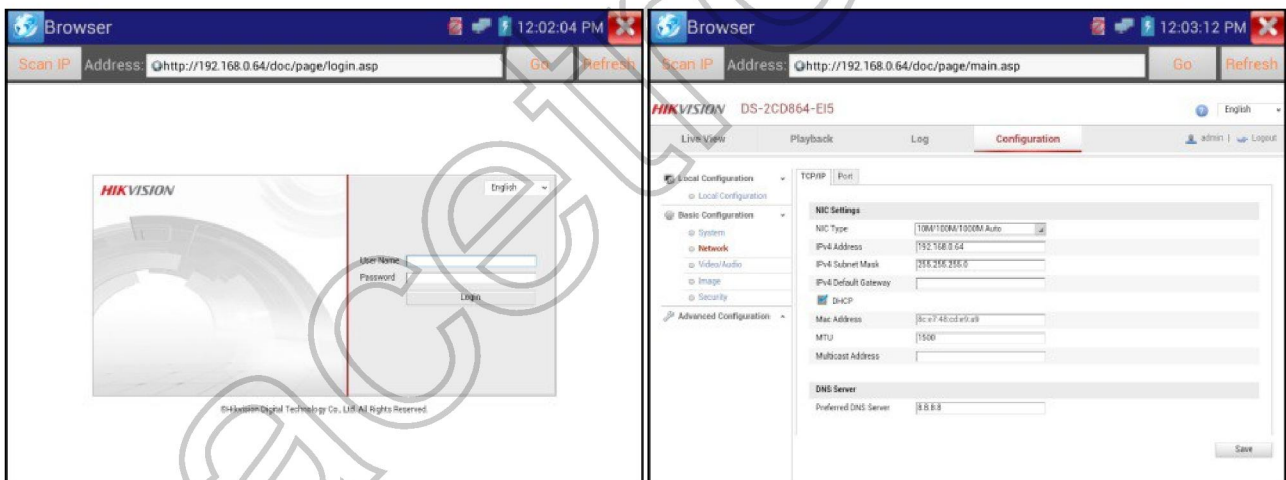 Browser
12:02:04 PM
Scan IP
Address:
http://192.168.0.64/doc/page/login.asp
Go
Refresh
HIKVISION
English
User Name
Password
Login
©Hikvision Digital Technology Co., Ltd. All Rights Reserved.
Browser
12:03:12 PM
Scan IP
Address:
http://192.168.0.64/doc/page/main.asp
Go
Refresh
HIKVISION DS-2CD864-EI5
English
Live View
Playback
Log
Configuration
admin | Logout
Local Configuration
Local Configuration
Basic Configuration
System
Network
Video/Audio
Image
Security
Advanced Configuration
TCP/IP
Port
NIC Settings
NIC Type 10M/100M/1000M Auto
IPv4 Address 192.168.0.64
IPv4 Subnet Mask 255.255.255.0
IPv4 Default Gateway
DHCP
Mac Address 8c:e7:48:cd:e9:a9
MTU 1500
Multicast Address
DNS Server
Preferred DNS Server 8.8.8.8
Save